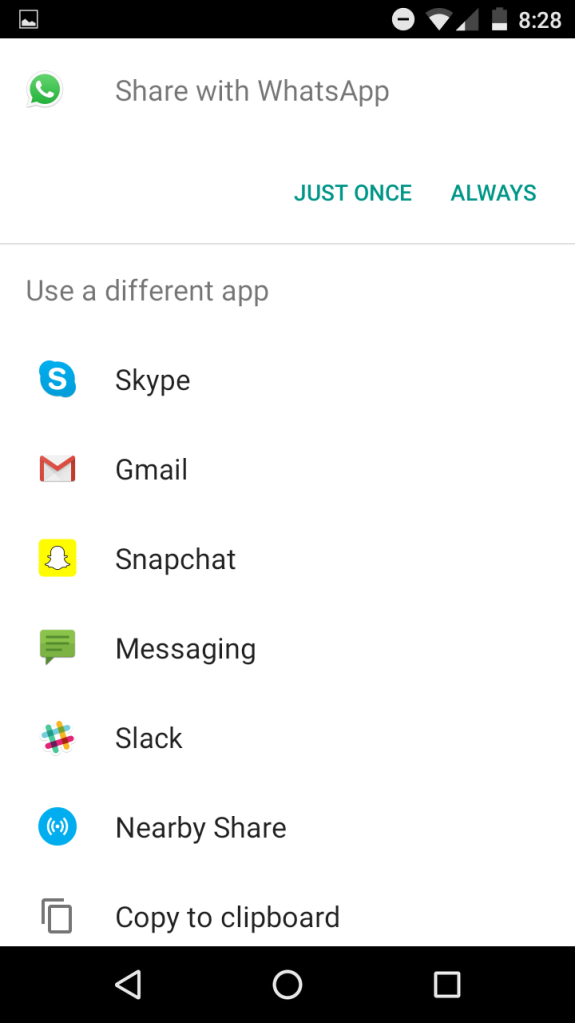 8:28
Share with WhatsApp
JUST ONCE ALWAYS
Use a different app
Skype
Gmail
Snapchat
Messaging
Slack
Nearby Share
Copy to clipboard